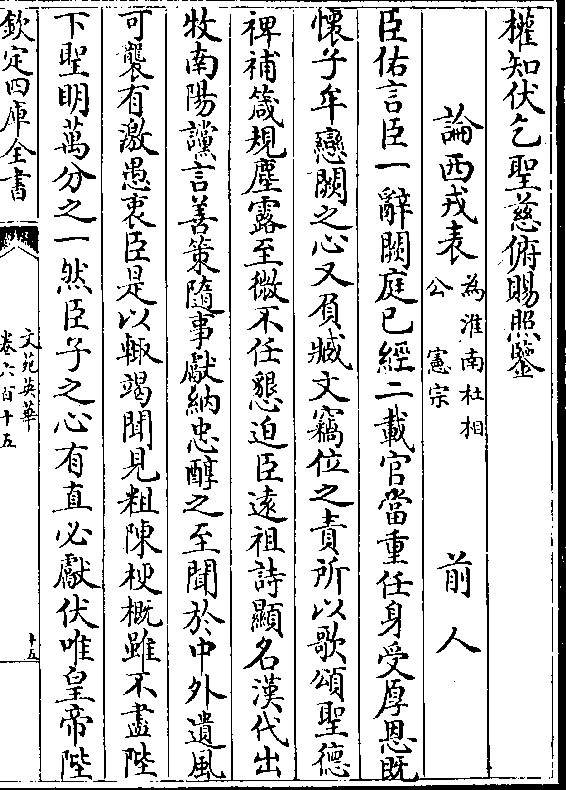 權知伏乞聖慈俯賜照鑒
論西戎表 為淮南杜相公 憲宗 前人
臣佑言臣一辭闕庭已經二載官當重任身受厚恩既
懷子牟戀闕之心又負臧文竊位之責所以歌頌聖德
裨補箴規塵露至微不任懇迫臣遠祖詩顯名漢代出
牧南陽讜言善策隨事獻納忠醇之至聞於中外遺風
可襲有激愚衷臣是以輙竭聞見粗陳梗概雖不盡陛
下聖明萬分之一然臣子之心有直必獻伏唯皇帝陛
欽定四庫全書
文苑英華
卷六百十五
十五